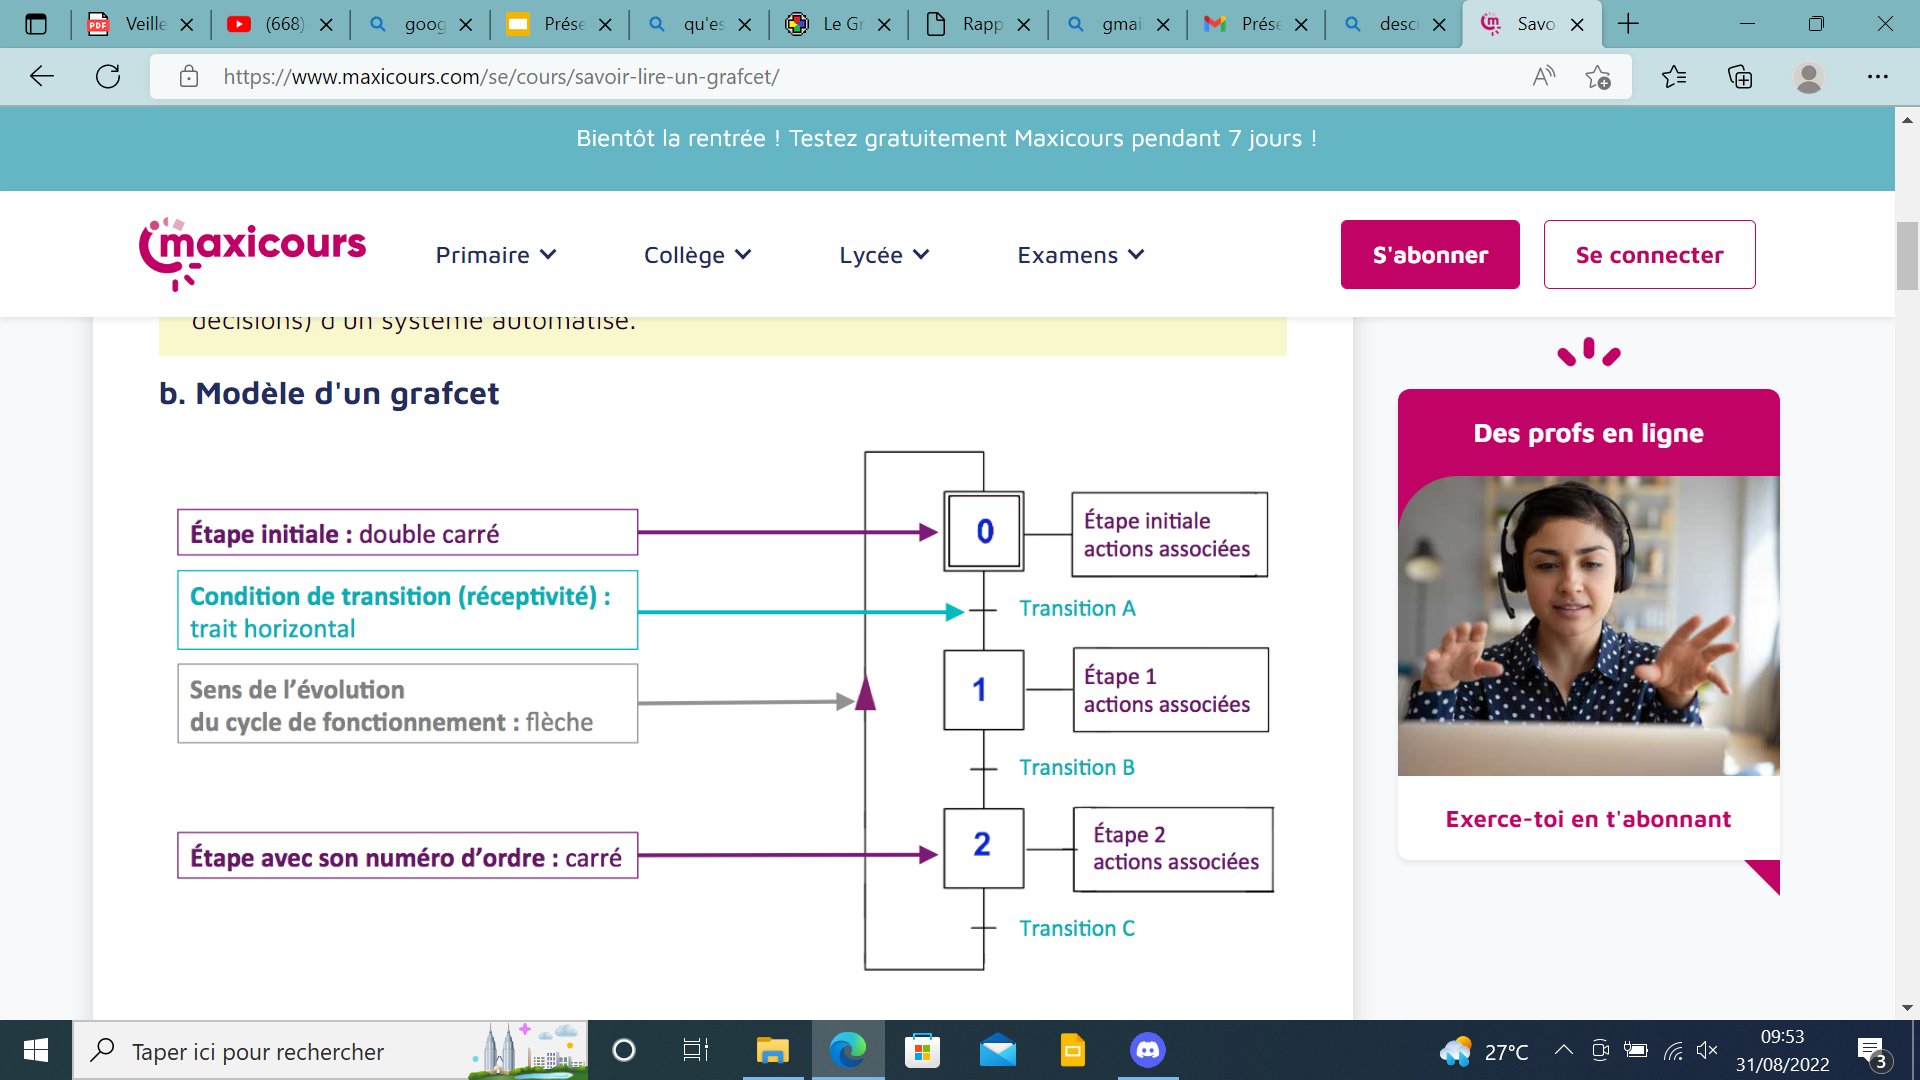 Veille
(668)
goog
Prése
qu'es
Le Gr
Rapp
gmai
Prése
desc
Savo
https://www.maxicours.com/se/cours/savoir-lire-un-grafcet/
Bientôt la rentrée ! Testez gratuitement Maxicours pendant 7 jours !
maxicours
Primaire
Collège
Lycée
Examens
S'abonner
Se connecter
décisions) d'un système automatisé.
b. Modèle d'un grafcet
Étape initiale : double carré
Condition de transition (réceptivité) :
trait horizontal
Sens de l'évolution
du cycle de fonctionnement : flèche
Étape avec son numéro d'ordre : carré
0
Étape initiale
actions associées
Transition A
1
Étape 1
actions associées
Transition B
2
Étape 2
actions associées
Transition C
Des profs en ligne
Exerce-toi en t'abonnant
Taper ici pour rechercher
27°C
09:53
31/08/2022
3